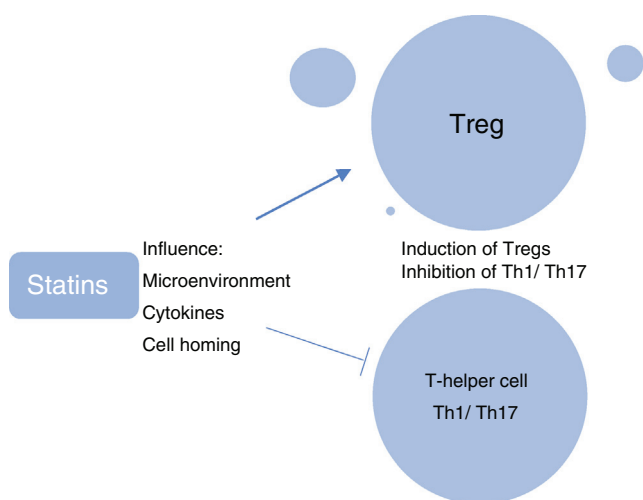 Treg
Influence:
Microenvironment
Cytokines
Cell homing
Statins
Induction of Tregs
Inhibition of Th1/ Th17
T-helper cell
Th1/ Th17